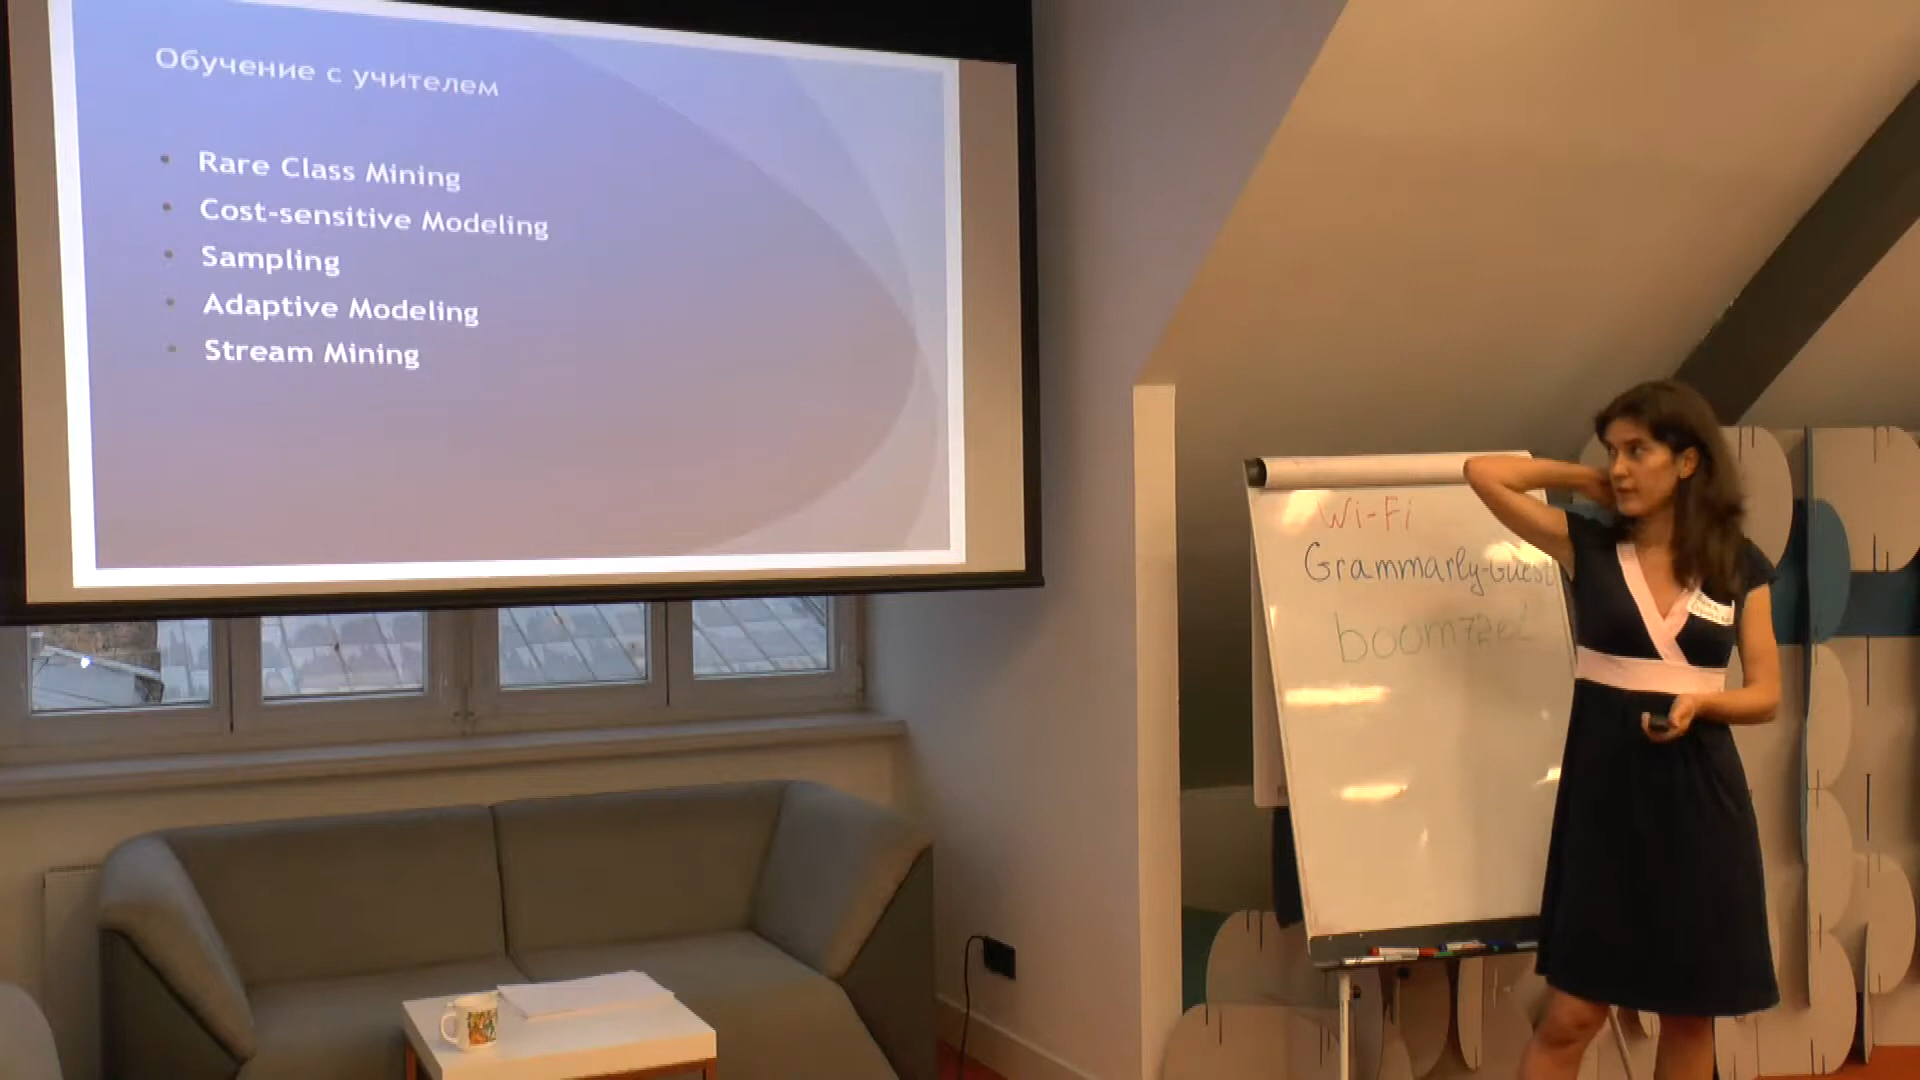 Обучение с учителем
• Rare Class Mining
• Cost-sensitive Modeling
• Sampling
• Adaptive Modeling
• Stream Mining
Wi-Fi
Grammarly-Guest